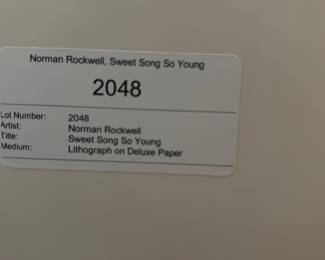 Norman Rockwell, Sweet Song So Young
2048
Lot Number: 2048
Artist: Norman Rockwell
Title: Sweet Song So Young
Medium: Lithograph on Deluxe Paper